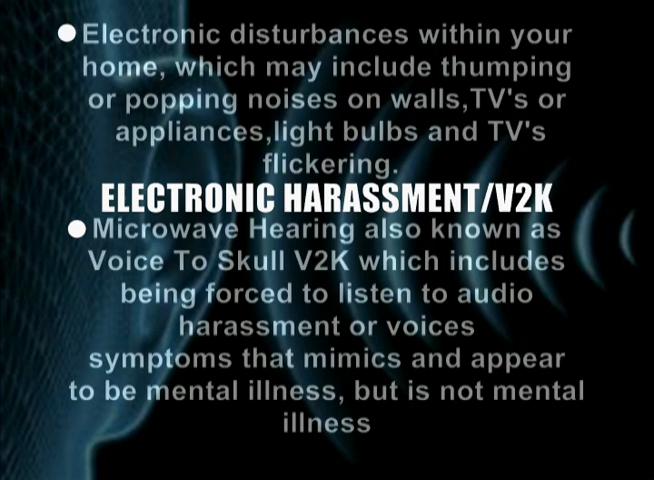 Electronic disturbances within your
home, which may include thumping
or popping noises on walls,TV's or
appliances,light bulbs and TV's
flickering.
ELECTRONIC HARASSMENT/V2K
Microwave Hearing also known as
Voice To Skull V2K which includes
being forced to listen to audio
harassment or voices
symptoms that mimics and appear
to be mental illness, but is not mental
illness